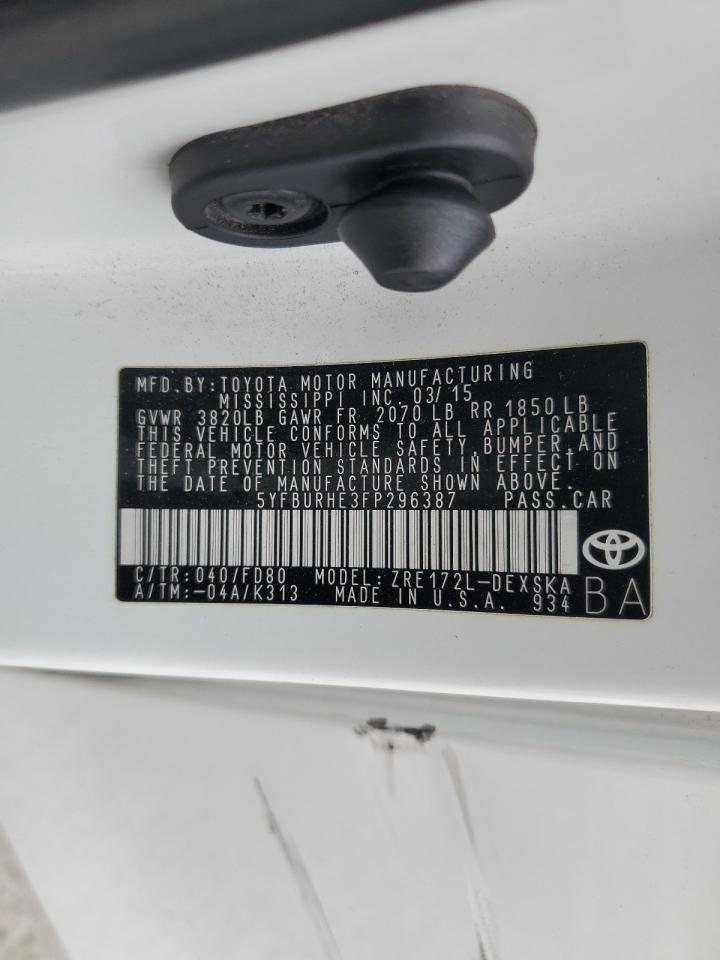 MFD. BY: TOYOTA MOTOR MANUFACTURING
MISSISSIPPI INC. 03/15
GVWR 3820LB GAWR FR 2070 LB RR 1850 LB
THIS VEHICLE CONFORMS TO ALL APPLICABLE
FEDERAL MOTOR VEHICLE SAFETY, BUMPER, AND
THEFT PREVENTION STANDARDS IN EFFECT ON
THE DATE OF MANUFACTURE SHOWN ABOVE.
5YFBURHE3FP296387 PASS. CAR
C/TR: 040/FD80 MODEL: ZRE172L-DEXSKA
A/TM: -04A/K313 MADE IN U.S.A. 934 BA